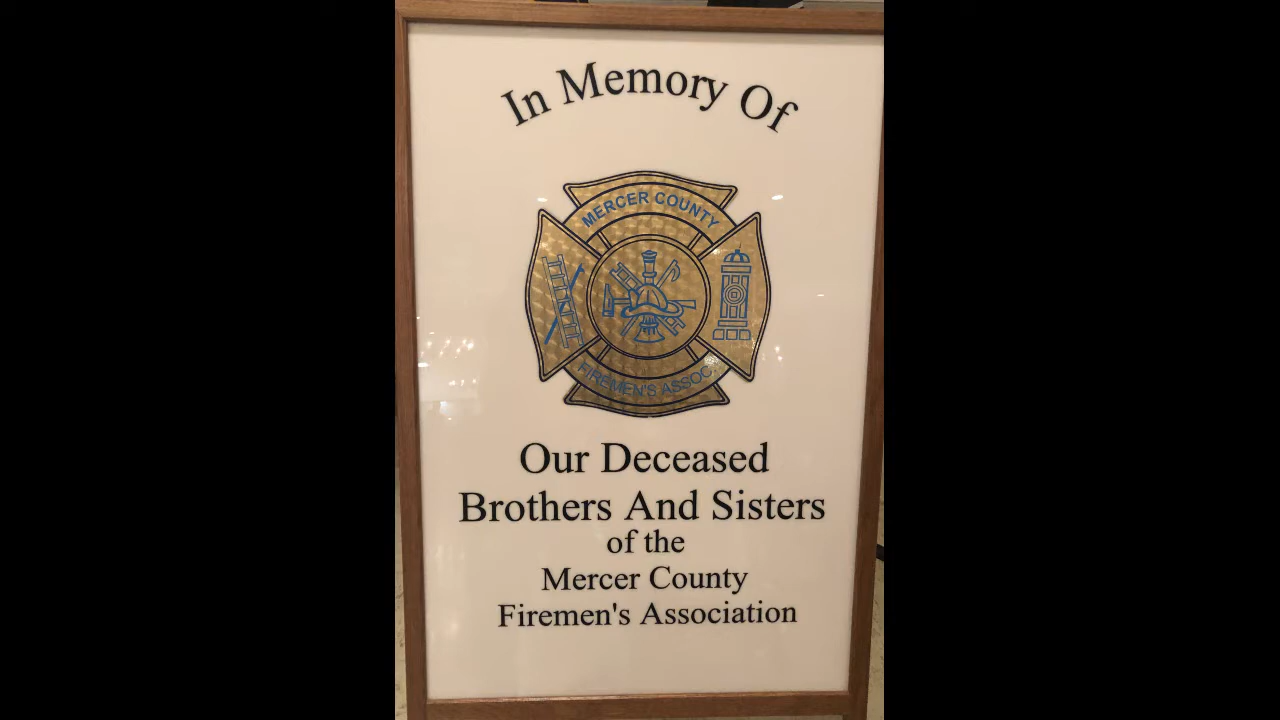 In Memory Of
MERCER COUNTY
FIREMEN'S ASSOC.
Our Deceased
Brothers And Sisters
of the
Mercer County
Firemen's Association